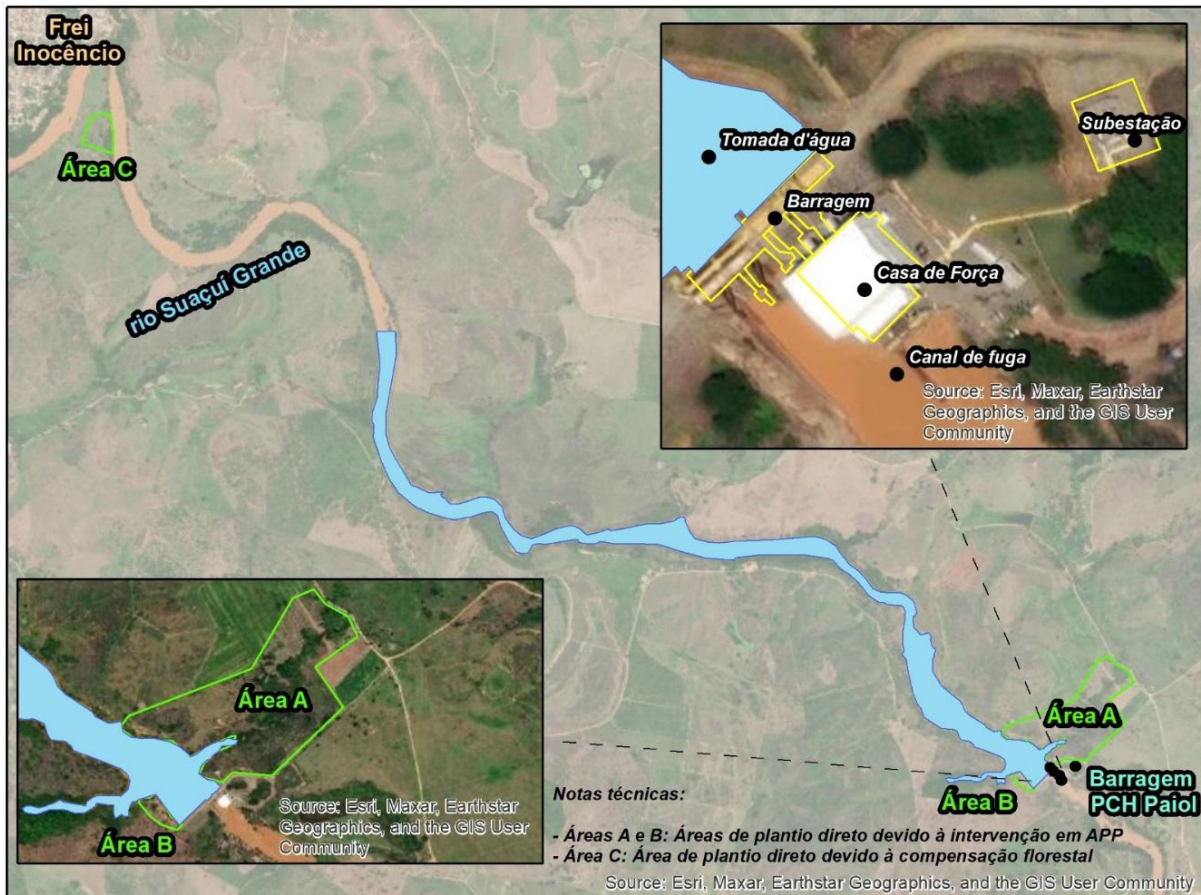 Frei
Inocêncio
Área C
rio Suaçuí Grande
Tomada d'água
Barragem
Subestação
Casa de Força
Canal de fuga
Source: Esri, Maxar, Earthstar
Geographics, and the GIS User
Community
Área A
Área B
Source: Esri, Maxar, Earthstar
Geographics, and the GIS User
Community
Área A
Área B
Barragem
PCH Paiol
Notas técnicas:
- Áreas A e B: Áreas de plantio direto devido à intervenção em APP
- Área C: Área de plantio direto devido à compensação florestal
Source: Esri, Maxar, Earthstar Geographics, and the GIS User Community